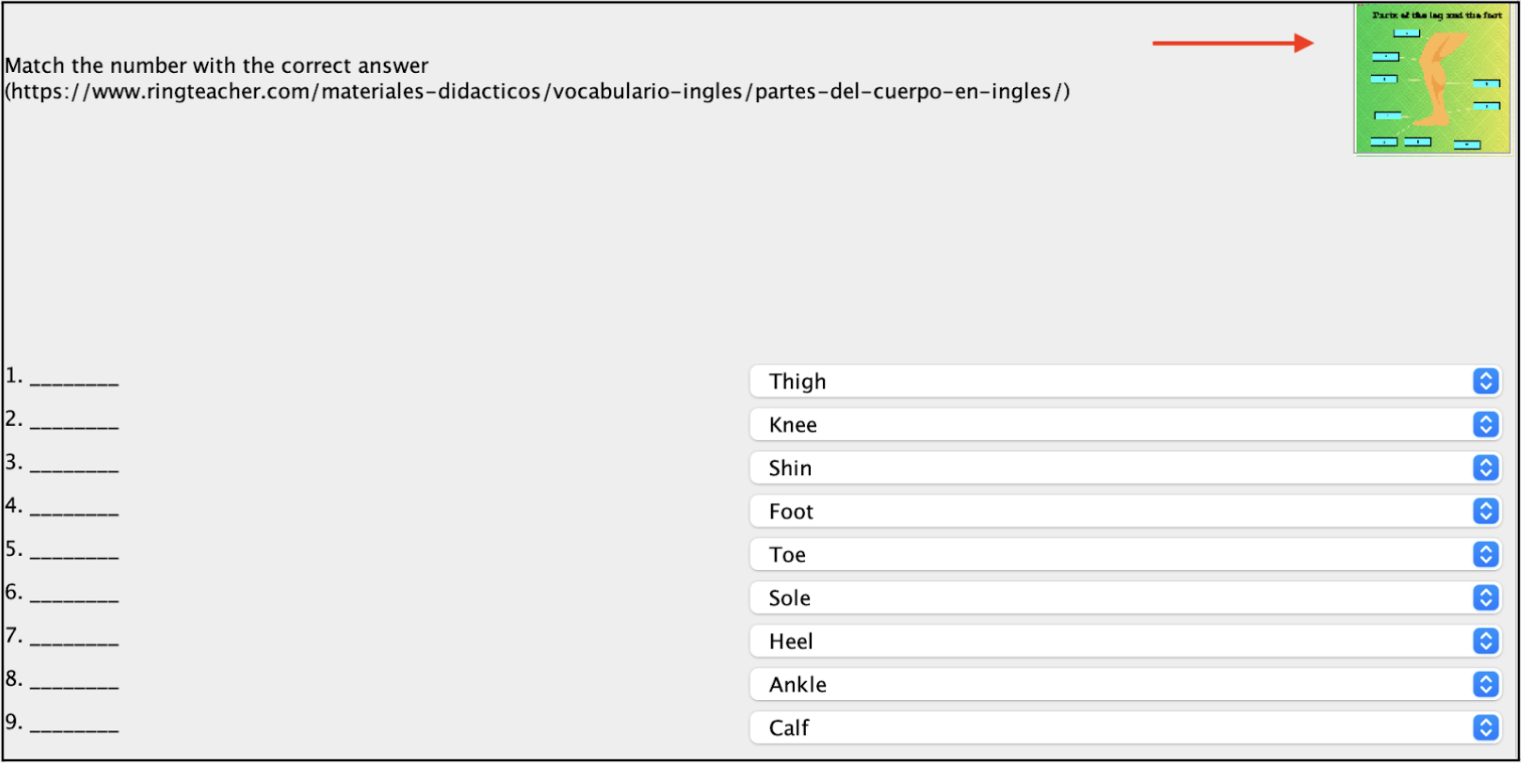 Parts of the leg and the foot
Match the number with the correct answer
(https://www.ringteacher.com/materiales-didacticos/vocabulario-ingles/partes-del-cuerpo-en-ingles/)
1. ________ Thigh
2. ________ Knee
3. ________ Shin
4. ________ Foot
5. ________ Toe
6. ________ Sole
7. ________ Heel
8. ________ Ankle
9. ________ Calf